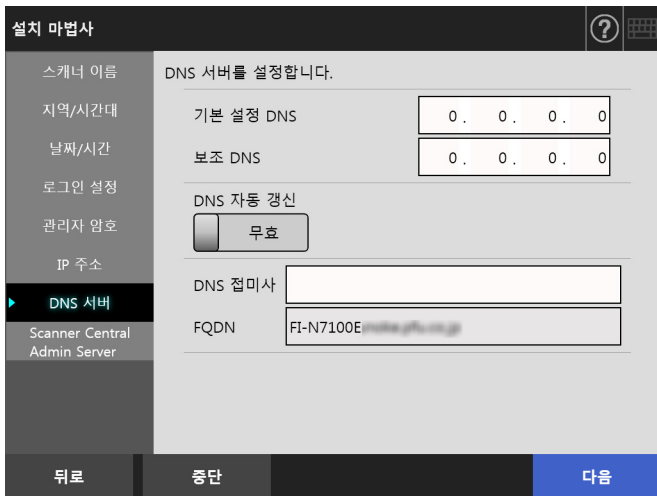 설치 마법사
?
스캐너 이름
지역/시간대
날짜/시간
로그인 설정
관리자 암호
IP 주소
DNS 서버
Scanner Central
Admin Server
DNS 서버를 설정합니다.
기본 설정 DNS 0. 0. 0. 0
보조 DNS 0. 0. 0. 0
DNS 자동 갱신
무효
DNS 접미사
FQDN FI-N7100E
뒤로 중단 다음